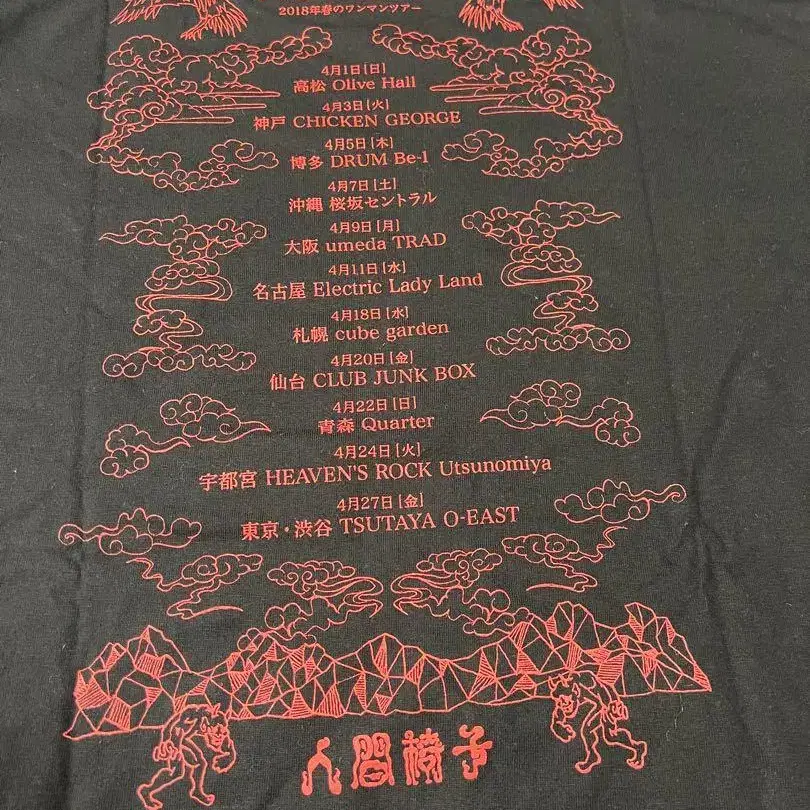 2018年春のワンマンツアー
4月1日[日]
高松 Olive Hall
4月3日[火]
神戸 CHICKEN GEORGE
4月5日[木]
博多 DRUM Be-1
4月7日[土]
沖縄 桜坂セントラル
4月9日[月]
大阪 umeda TRAD
4月11日[水]
名古屋 Electric Lady Land
4月18日[水]
札幌 cube garden
4月20日[金]
仙台 CLUB JUNK BOX
4月22日[日]
青森 Quarter
4月24日[火]
宇都宮 HEAVEN'S ROCK Utsunomiya
4月27日[金]
東京・渋谷 TSUTAYA O-EAST
人間椅子